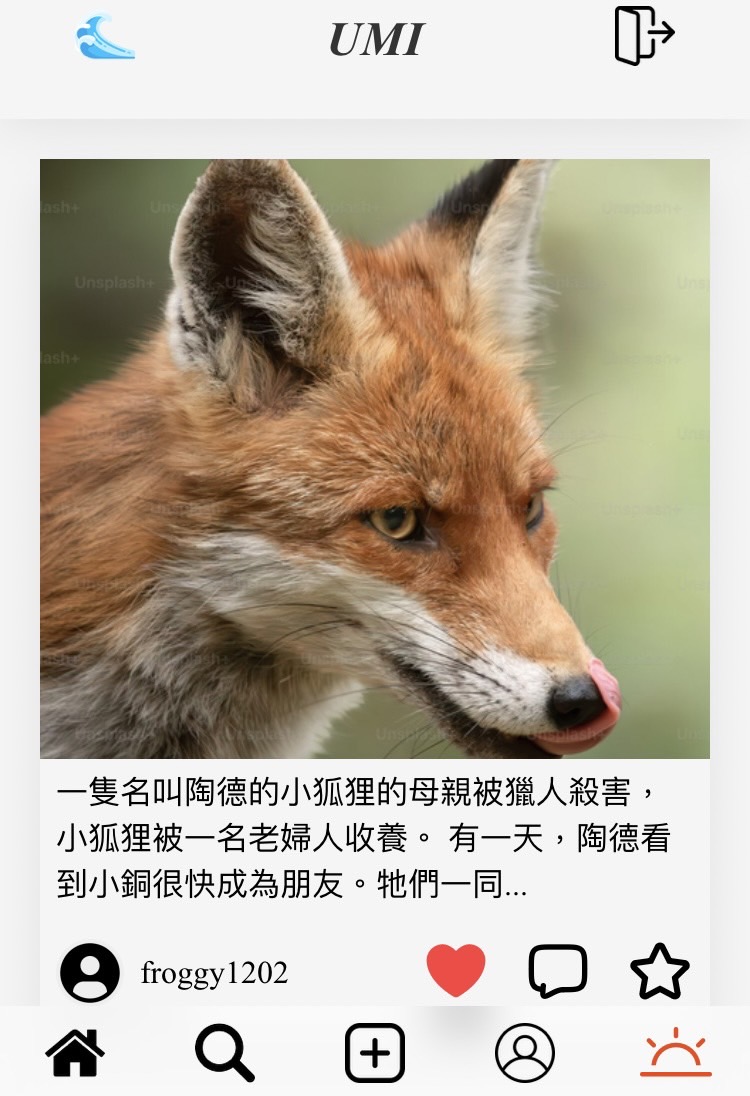 UMI
Unsplash+
一隻名叫陶德的小狐狸的母親被獵人殺害，
小狐狸被一名老婦人收養。 有一天，陶德看
到小銅很快成為朋友。牠們一同...
froggy1202